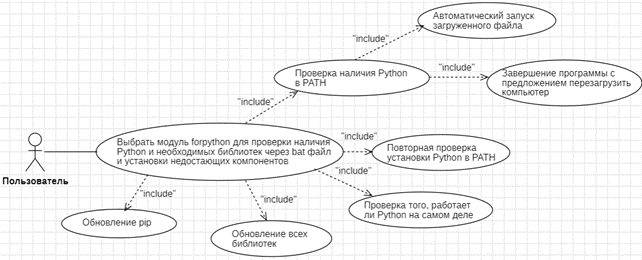 Автоматический запуск
загруженного файла
"include"
Проверка наличия Python
в PATH
"include"
Завершение программы с
предложением перезагрузить
компьютер
"include"
Выбрать модуль forpython для проверки наличия
Python и необходимых библиотек через bat файл
и установки недостающих компонентов
"include"
Повторная проверка
установки Python в PATH
Пользователь
"include"
"include"
"include"
Проверка того, работает
ли Python на самом деле
Обновление pip
Обновление всех
библиотек